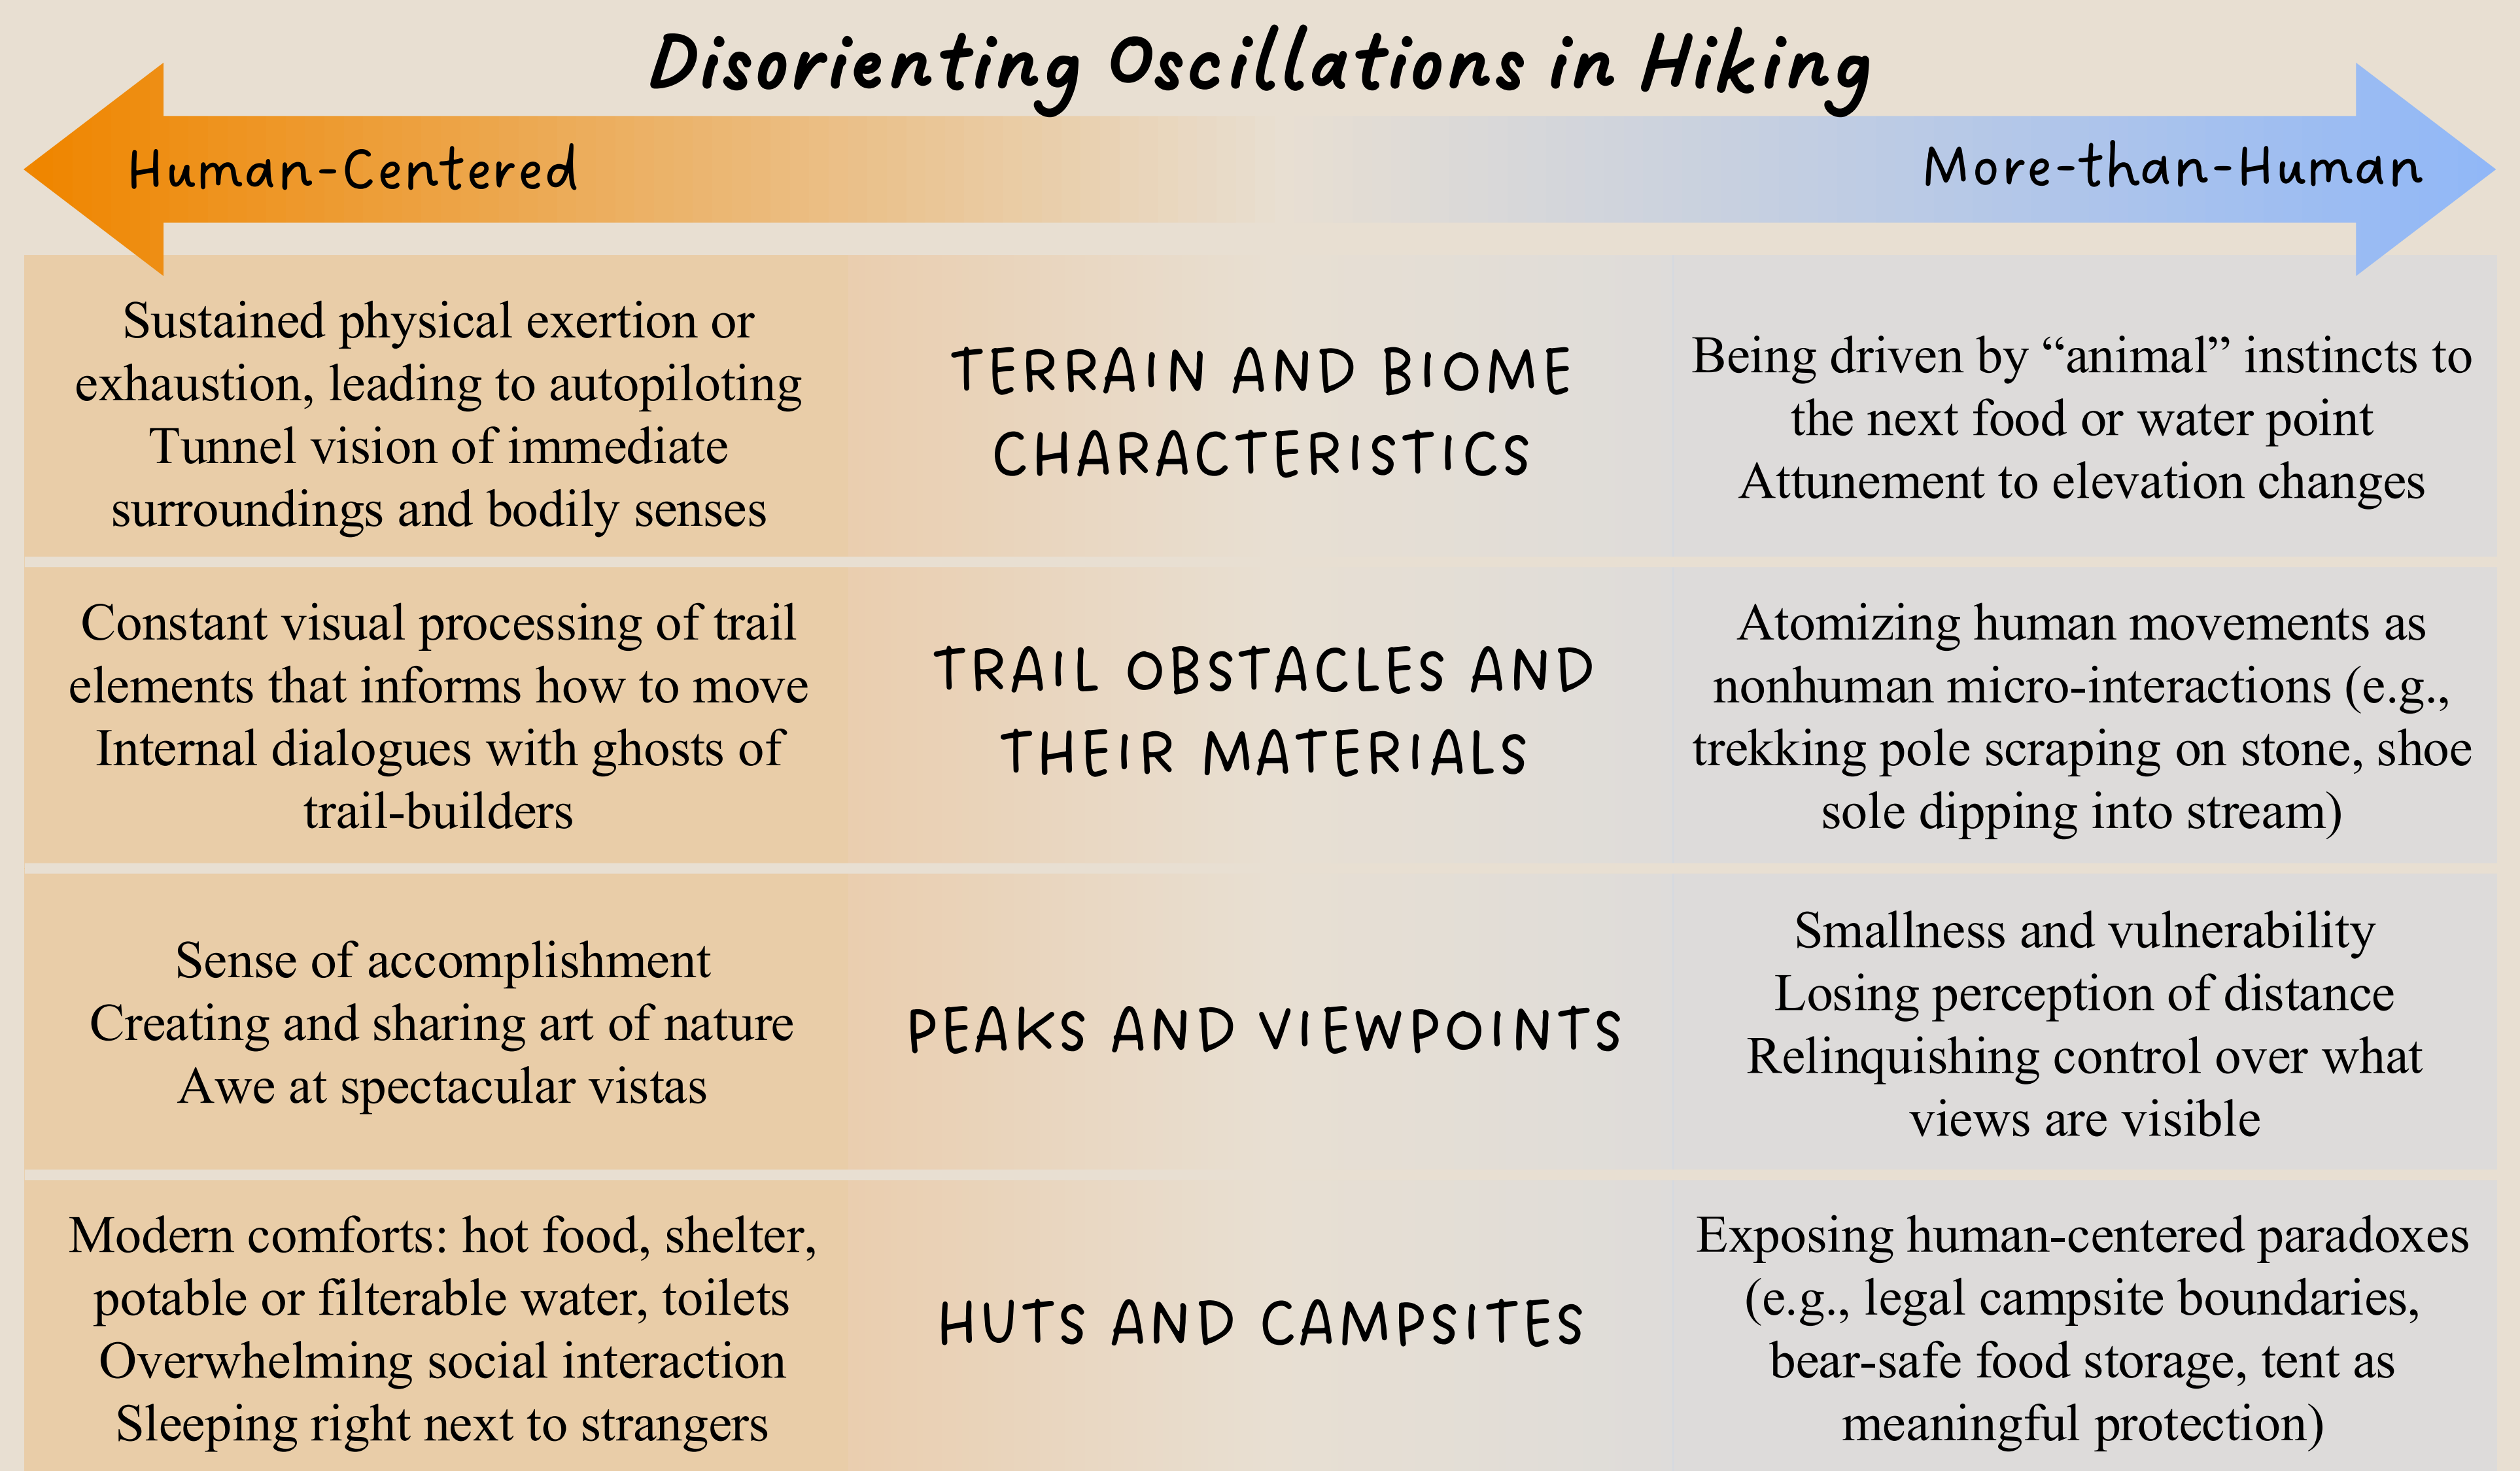 Disorienting Oscillations in Hiking
Human-Centered
More-than-Human
Sustained physical exertion or
exhaustion, leading to autopiloting
Tunnel vision of immediate
surroundings and bodily senses
TERRAIN AND BIOME
CHARACTERISTICS
Being driven by “animal” instincts to
the next food or water point
Attunement to elevation changes
Constant visual processing of trail
elements that informs how to move
Internal dialogues with ghosts of
trail-builders
TRAIL OBSTACLES AND
THEIR MATERIALS
Atomizing human movements as
nonhuman micro-interactions (e.g.,
trekking pole scraping on stone, shoe
sole dipping into stream)
Sense of accomplishment
Creating and sharing art of nature
Awe at spectacular vistas
PEAKS AND VIEWPOINTS
Smallness and vulnerability
Losing perception of distance
Relinquishing control over what
views are visible
Modern comforts: hot food, shelter,
potable or filterable water, toilets
Overwhelming social interaction
Sleeping right next to strangers
HUTS AND CAMPSITES
Exposing human-centered paradoxes
(e.g., legal campsite boundaries,
bear-safe food storage, tent as
meaningful protection)